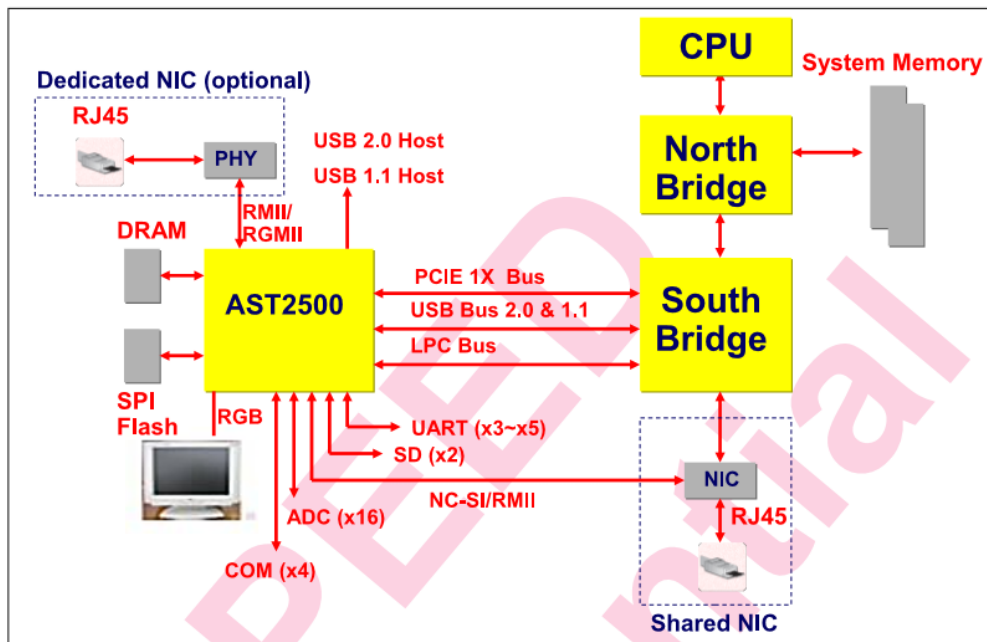 CPU
System Memory
Dedicated NIC (optional)
RJ45
PHY
USB 2.0 Host
USB 1.1 Host
North
Bridge
RMII/
RGMII
DRAM
AST2500
PCIE 1X Bus
USB Bus 2.0 & 1.1
LPC Bus
South
Bridge
SPI
Flash
RGB
UART (x3~x5)
SD (x2)
NC-SI/RMII
NIC
ADC (x16)
RJ45
COM (x4)
Shared NIC
PEED
ntial